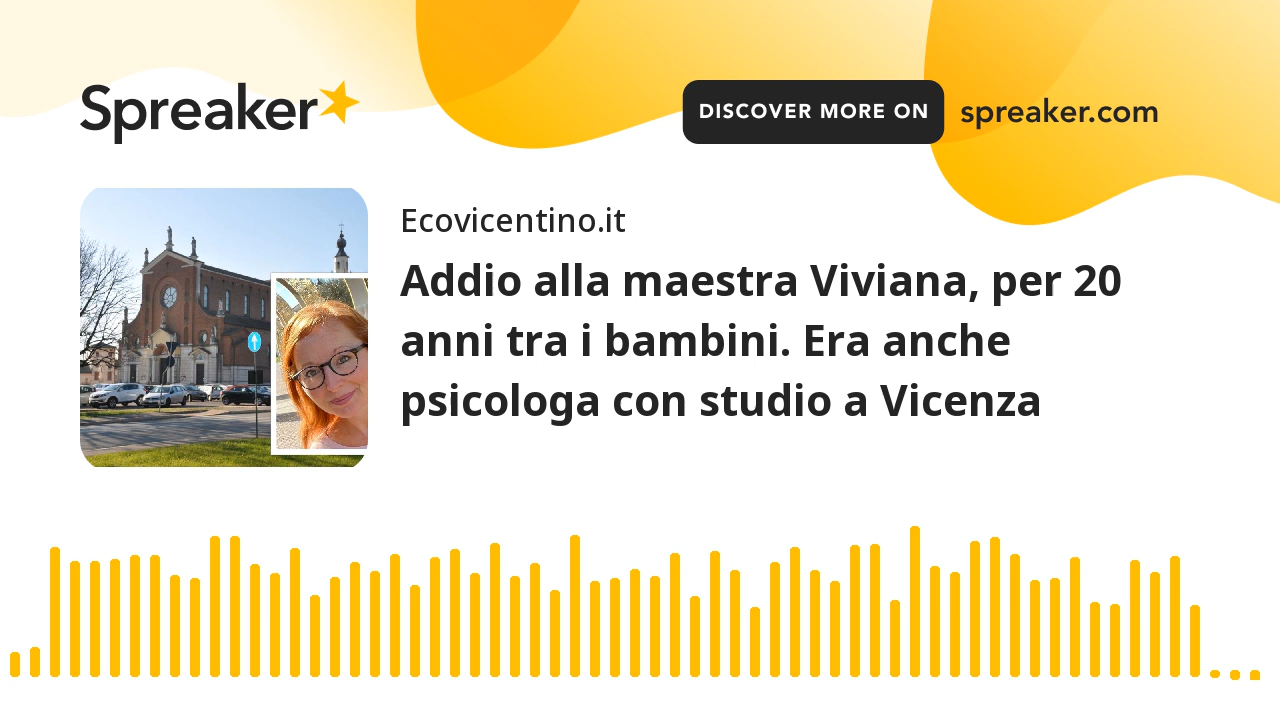 Spreaker
DISCOVER MORE ON
spreaker.com
Ecovicentino.it
Addio alla maestra Viviana, per 20
anni tra i bambini. Era anche
psicologa con studio a Vicenza